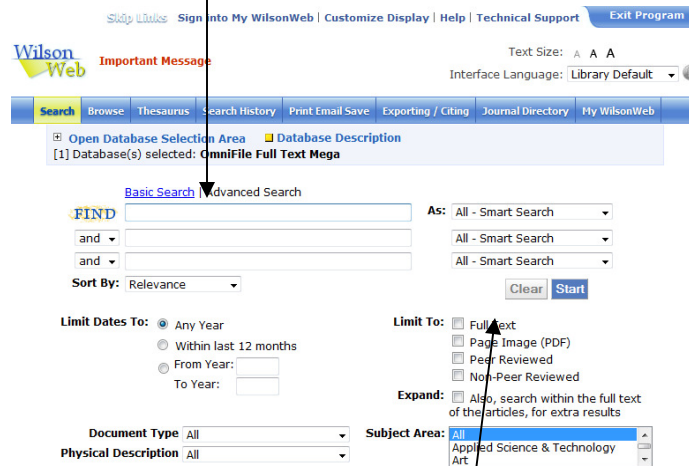 Skip Links Sign into My WilsonWeb | Customize Display | Help | Technical Support Exit Program
Wilson Web
Important Message
Text Size: A A A
Interface Language: Library Default
Search Browse Thesaurus Search History Print Email Save Exporting / Citing Journal Directory My WilsonWeb
Open Database Selection Area Database Description
[1] Database(s) selected: OmniFile Full Text Mega
Basic Search | Advanced Search
FIND As: All - Smart Search
and All - Smart Search
and All - Smart Search
Sort By: Relevance Clear Start
Limit Dates To: Any Year Limit To: Full Text
Within last 12 months Page Image (PDF)
From Year: Peer Reviewed
To Year: Non-Peer Reviewed
Expand: Also, search within the full text
of the articles, for extra results
Document Type All Subject Area: All
Physical Description All Applied Science & Technology
Art